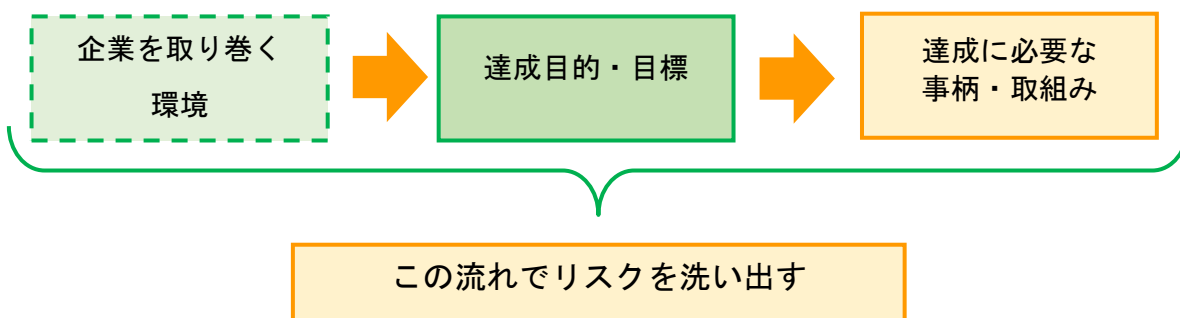 企業を取り巻く
環境
達成目的・目標
達成に必要な
事柄・取組み
この流れでリスクを洗い出す